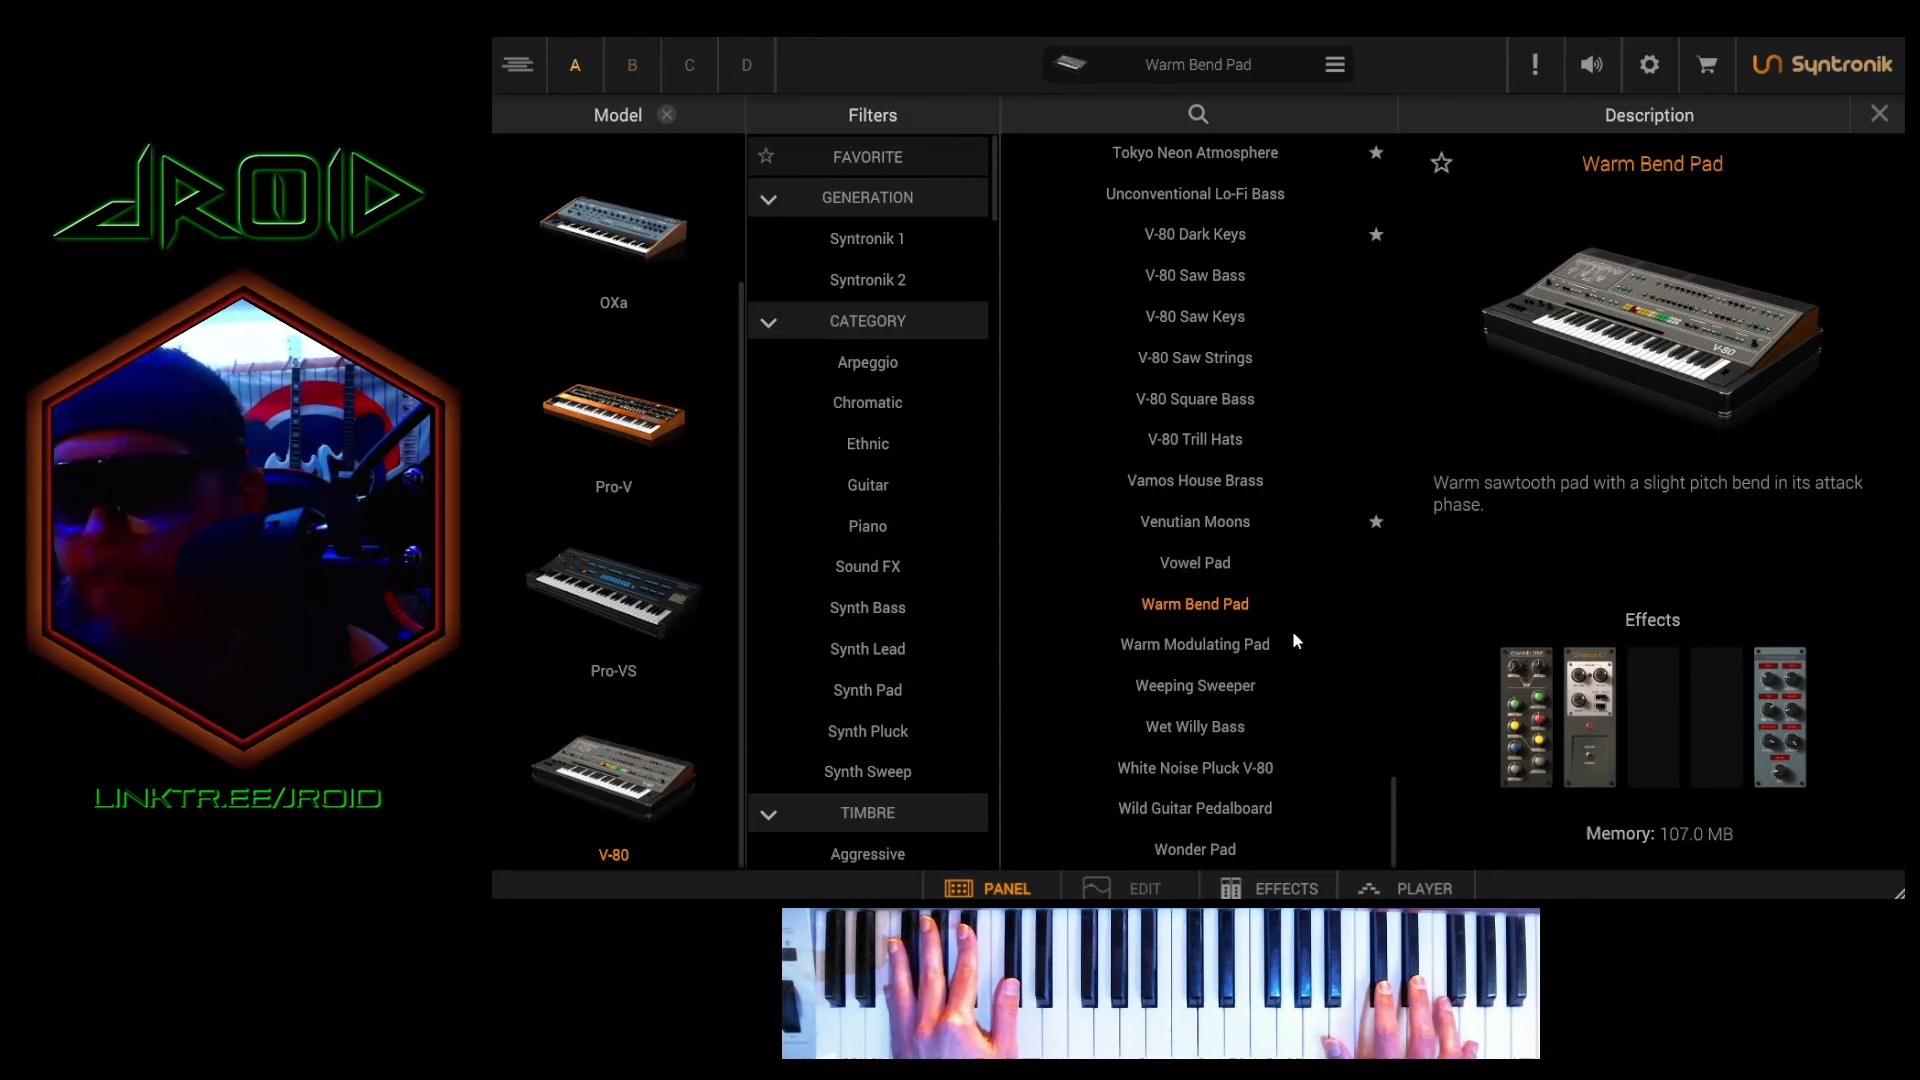 A
B
C
D
Warm Bend Pad
Syntronik
Model
Filters
Description
JROID
LINKTR.EE/JROID
OXa
Pro-V
Pro-VS
V-80
FAVORITE
GENERATION
Syntronik 1
Syntronik 2
CATEGORY
Arpeggio
Chromatic
Ethnic
Guitar
Piano
Sound FX
Synth Bass
Synth Lead
Synth Pad
Synth Pluck
Synth Sweep
TIMBRE
Aggressive
Tokyo Neon Atmosphere
Unconventional Lo-Fi Bass
V-80 Dark Keys
V-80 Saw Bass
V-80 Saw Keys
V-80 Saw Strings
V-80 Square Bass
V-80 Trill Hats
Vamos House Brass
Venutian Moons
Vowel Pad
Warm Bend Pad
Warm Modulating Pad
Weeping Sweeper
Wet Willy Bass
White Noise Pluck V-80
Wild Guitar Pedalboard
Wonder Pad
Warm Bend Pad
V-80
Warm sawtooth pad with a slight pitch bend in its attack
phase.
Effects
CHANNEL STRIP
Memory: 107.0 MB
PANEL
EDIT
EFFECTS
PLAYER